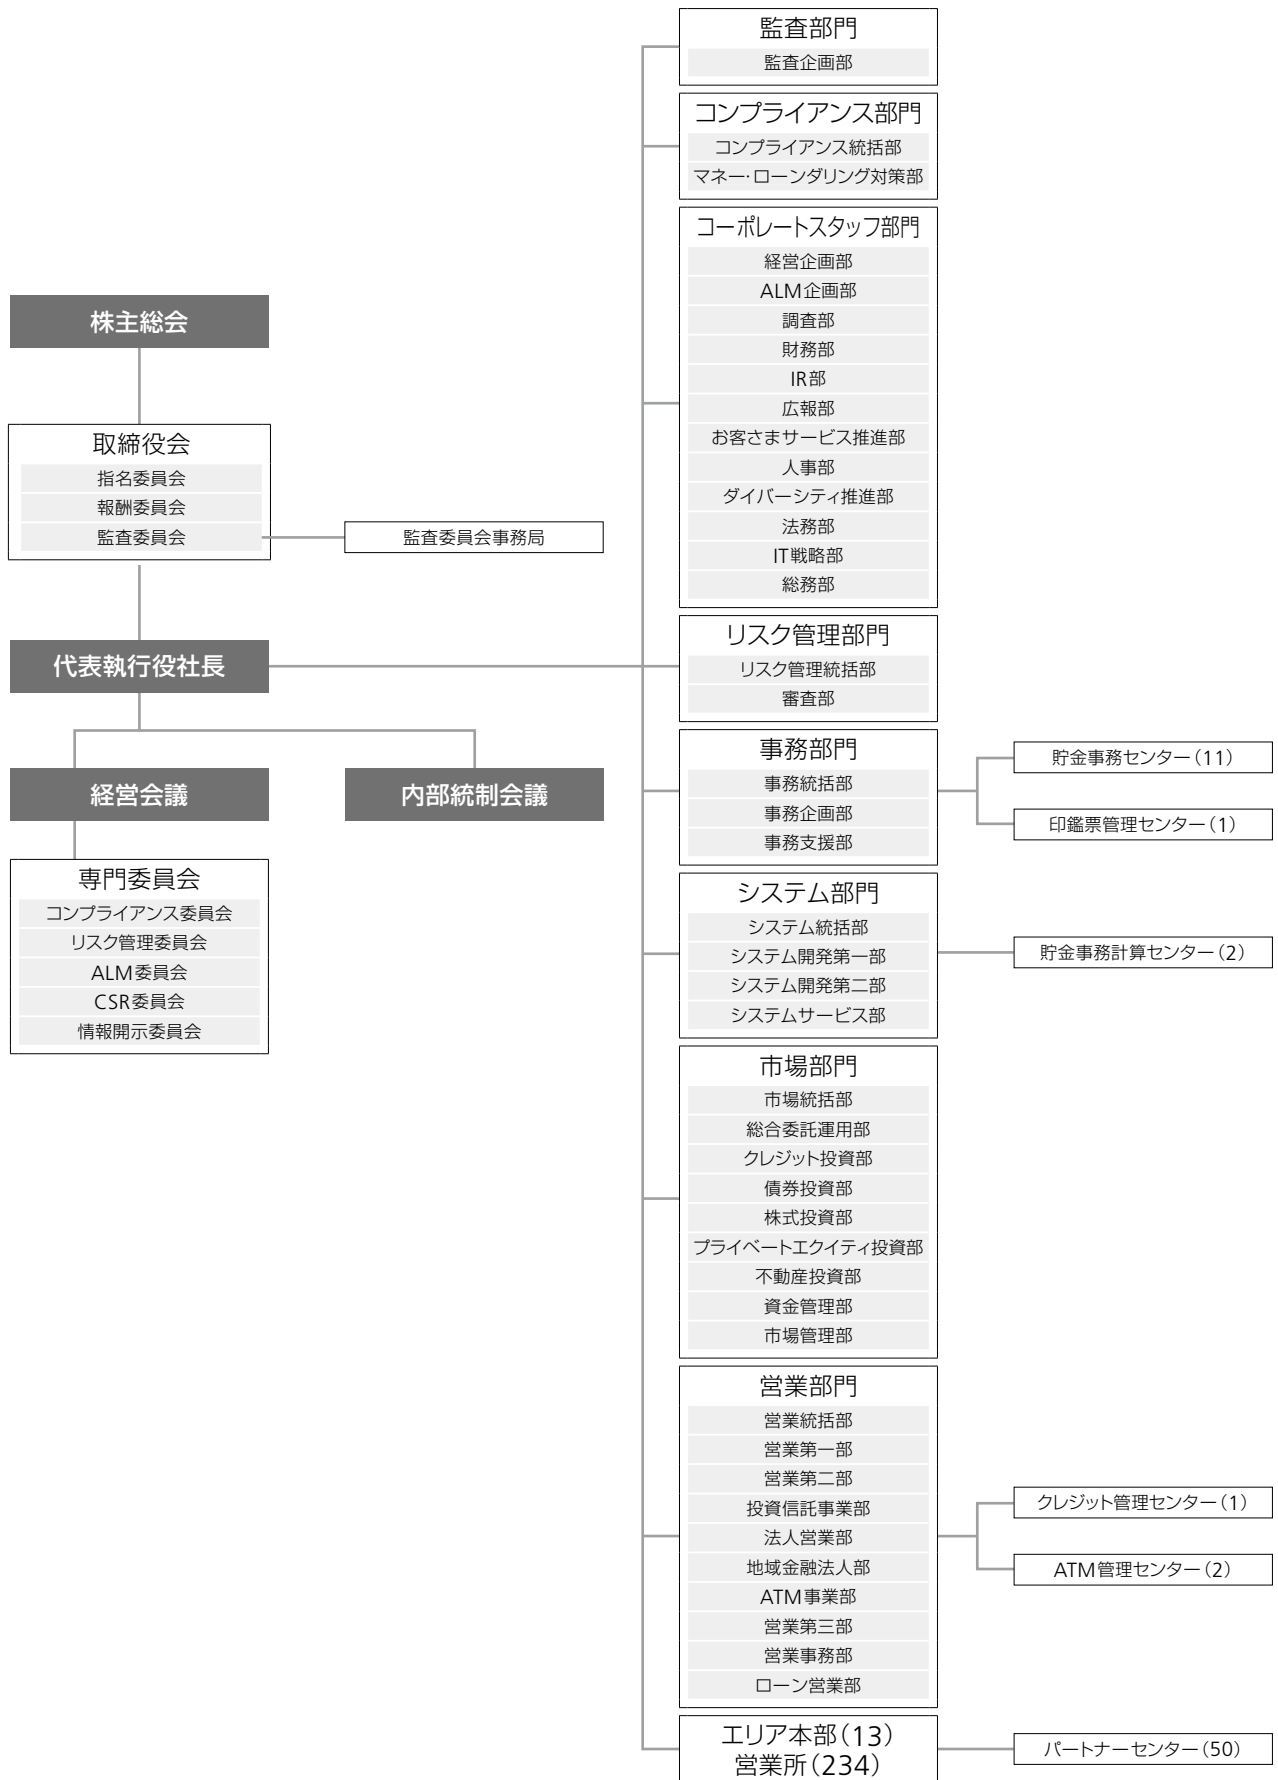 株主総会
取締役会
指名委員会
報酬委員会
監査委員会
監査委員会事務局
代表執行役社長
経営会議
内部統制会議
専門委員会
コンプライアンス委員会
リスク管理委員会
ALM委員会
CSR委員会
情報開示委員会
監査部門
監査企画部
コンプライアンス部門
コンプライアンス統括部
マネー・ローンダリング対策部
コーポレートスタッフ部門
経営企画部
ALM企画部
調査部
財務部
IR部
広報部
お客さまサービス推進部
人事部
ダイバーシティ推進部
法務部
IT戦略部
総務部
リスク管理部門
リスク管理統括部
審査部
事務部門
事務統括部
事務企画部
事務支援部
貯金事務センター(11)
印鑑票管理センター(1)
システム部門
システム統括部
システム開発第一部
システム開発第二部
システムサービス部
貯金事務計算センター(2)
市場部門
市場統括部
総合委託運用部
クレジット投資部
債券投資部
株式投資部
プライベートエクイティ投資部
不動産投資部
資金管理部
市場管理部
営業部門
営業統括部
営業第一部
営業第二部
投資信託事業部
法人営業部
地域金融法人部
ATM事業部
営業第三部
営業事務部
ローン営業部
クレジット管理センター(1)
ATM管理センター(2)
エリア本部(13)
営業所(234)
パートナーセンター(50)